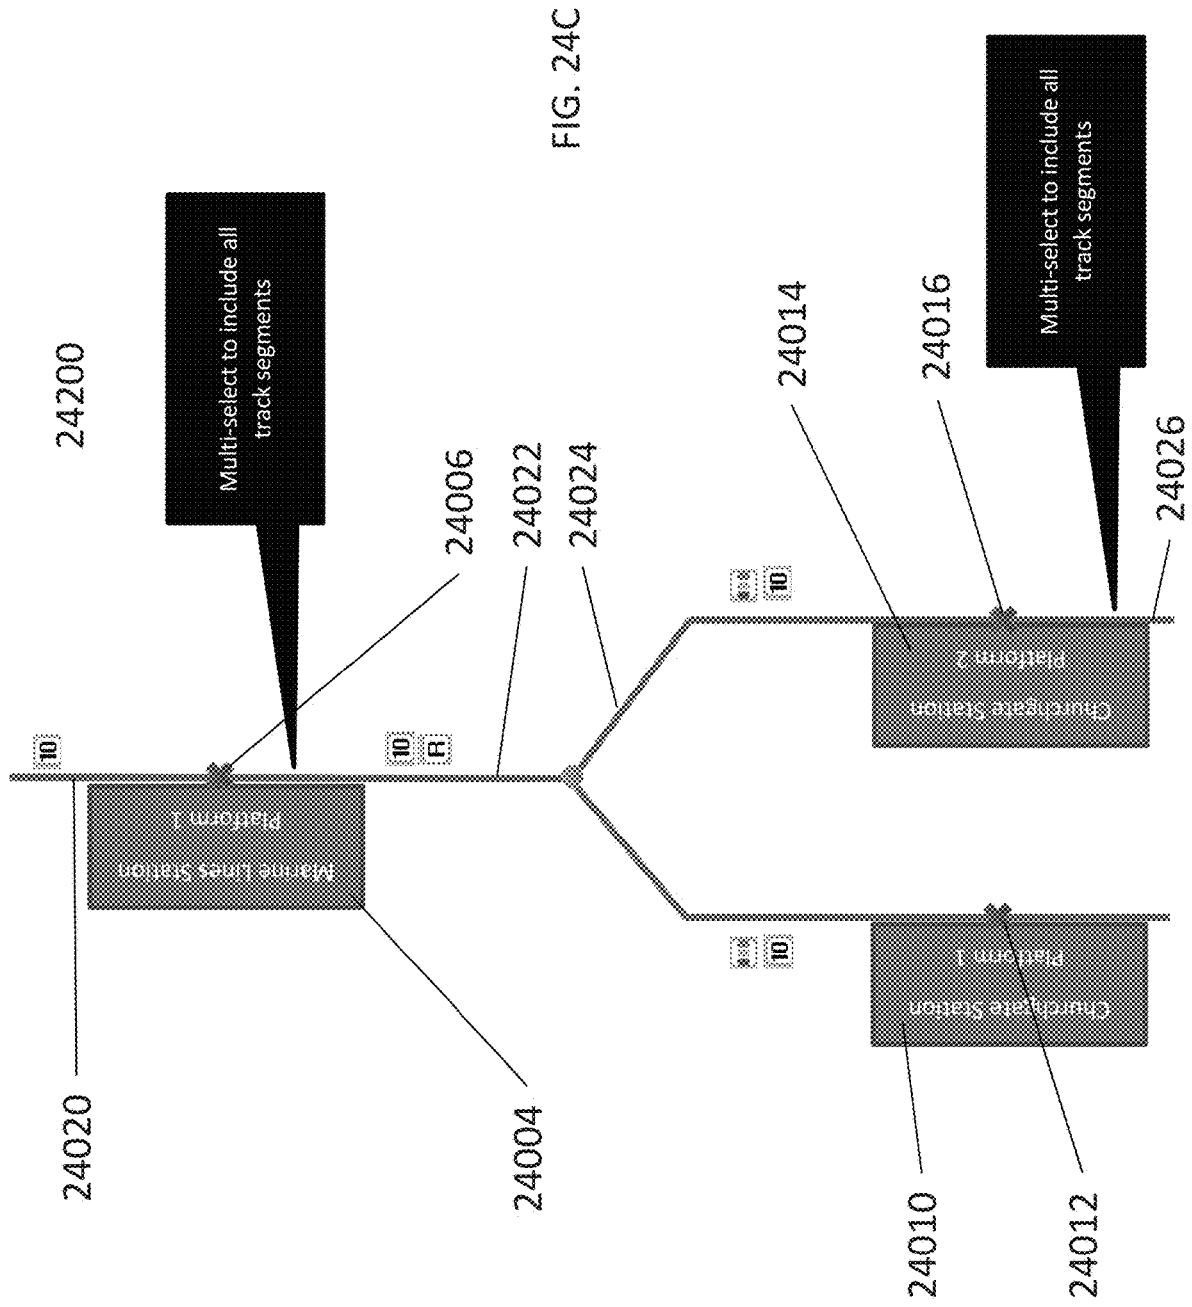 FIG. 24C
24200
Multi-select to include all
track segments
10
24020
Marine Lines Station
Platform 1
24006
24004
10
R
24022
24024
10
24014
Churchgate Station
Platform 2
24016
Multi-select to include all
track segments
24026
10
Churchgate Station
Platform 1
24010
24012